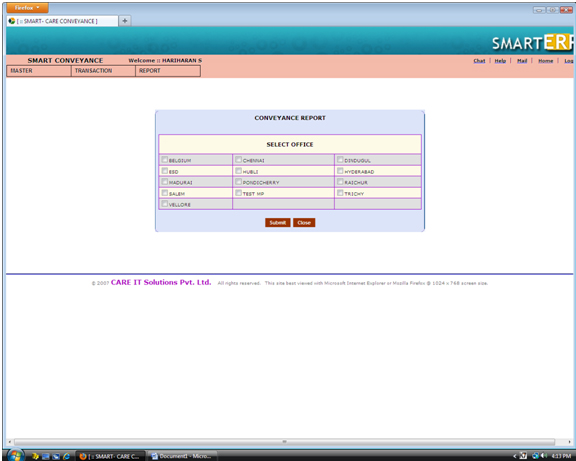 Firefox
[ :: SMART- CARE CONVEYANCE ]
SMARTER
SMART CONVEYANCE Welcome :: HARIHARAN S Chat | Help | Mail | Home | Log
MASTER TRANSACTION REPORT
CONVEYANCE REPORT
SELECT OFFICE
BELGIUM CHENNAI DINDUGUL
ESD HUBLI HYDERABAD
MADURAI PONDICHERRY RAICHUR
SALEM TEST MP TRICHY
VELLORE
Submit Close
© 2007 CARE IT Solutions Pvt. Ltd. All rights reserved. This site best viewed with Microsoft Internet Explorer or Mozilla Firefox @ 1024 x 768 screen size.
[ :: SMART- CARE C... Document1 - Micro... 4:13 PM